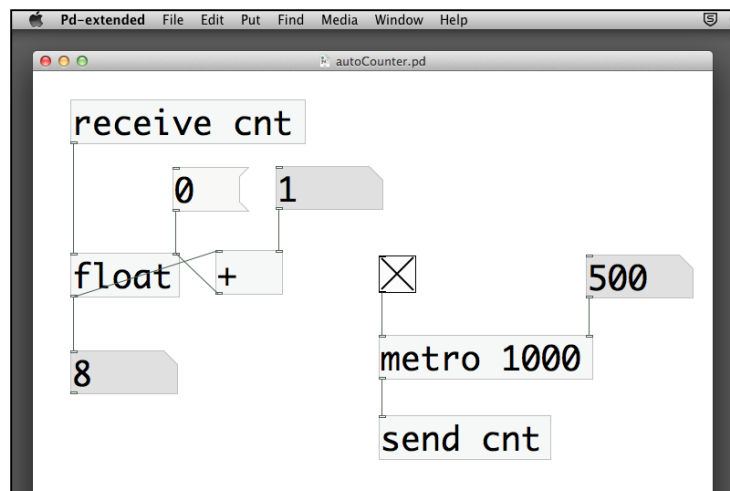 Pd-extended File Edit Put Find Media Window Help
autoCounter.pd
receive cnt
0 1
float +
500
8
metro 1000
send cnt